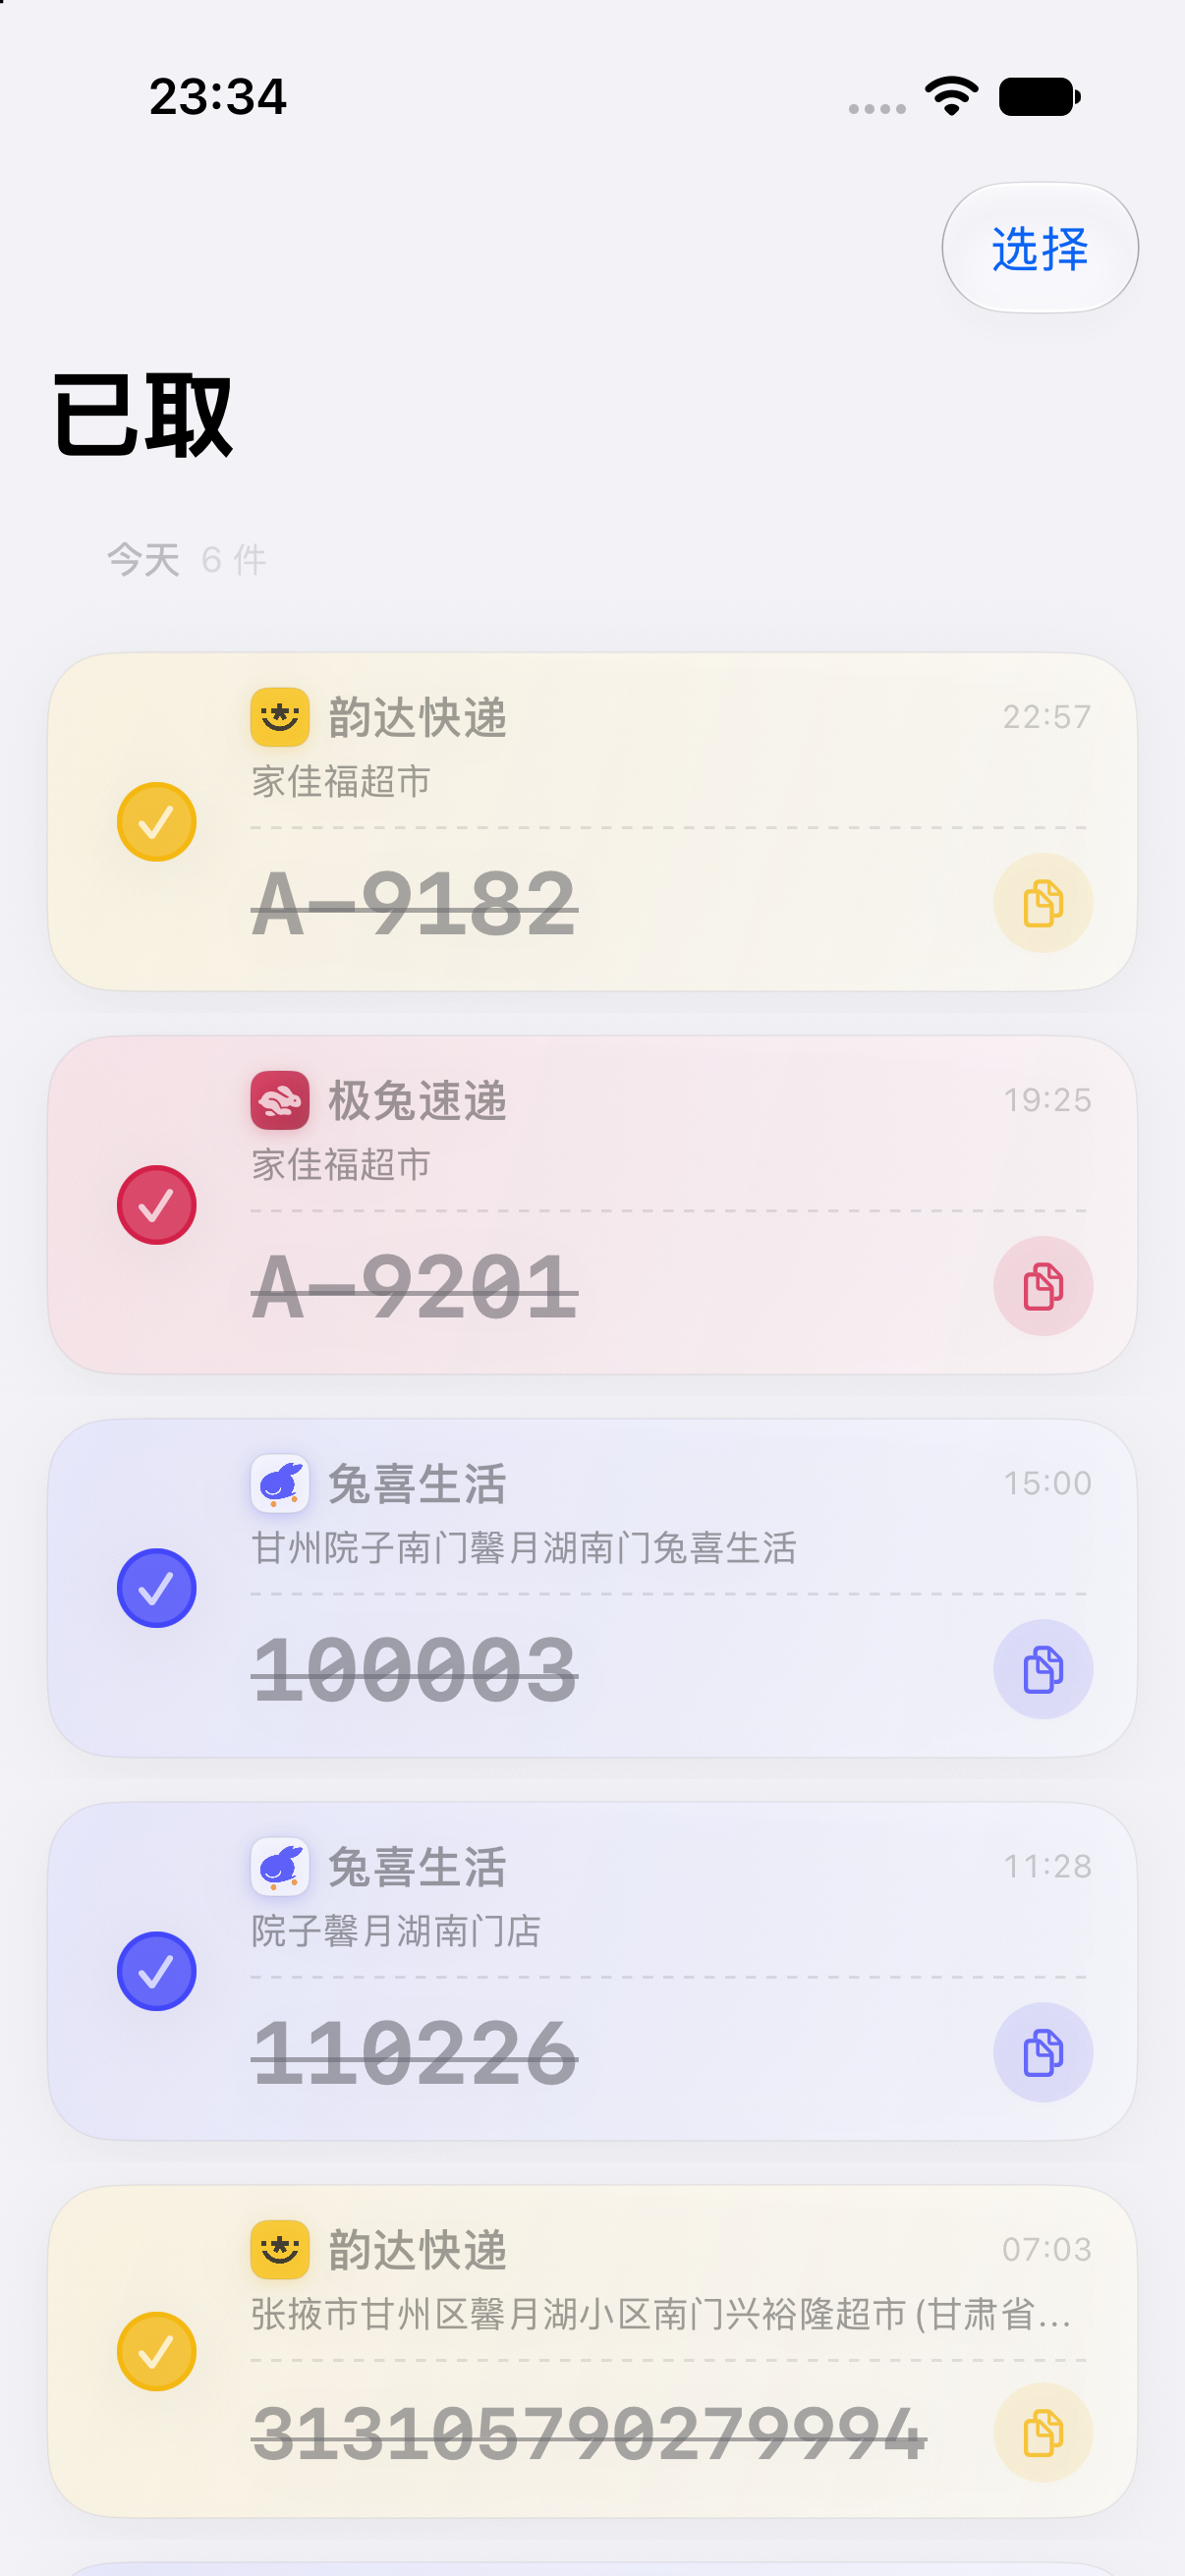 23:34
选择
已取
今天 6 件
韵达快递 22:57
家佳福超市
A-9182
极兔速递 19:25
家佳福超市
A-9201
兔喜生活 15:00
甘州院子南门馨月湖南门兔喜生活
100003
兔喜生活 11:28
院子馨月湖南门店
110226
韵达快递 07:03
张掖市甘州区馨月湖小区南门兴裕隆超市(甘肃省...
313105790279994